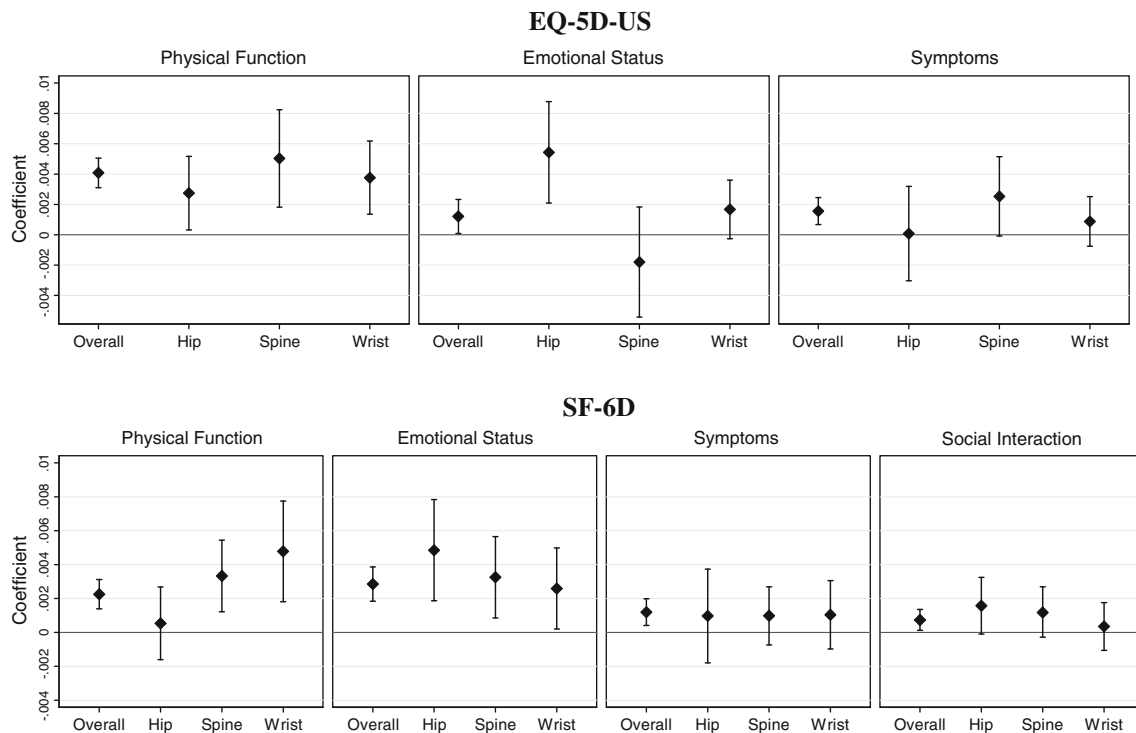 EQ-5D-US
Physical Function Emotional Status Symptoms
.01
.008
.006
.004
.002
0
-.002
-.004
Coefficient
Overall Hip Spine Wrist Overall Hip Spine Wrist Overall Hip Spine Wrist
SF-6D
Physical Function Emotional Status Symptoms Social Interaction
.01
.008
.006
.004
.002
0
-.002
-.004
Coefficient
Overall Hip Spine Wrist Overall Hip Spine Wrist Overall Hip Spine Wrist Overall Hip Spine Wrist